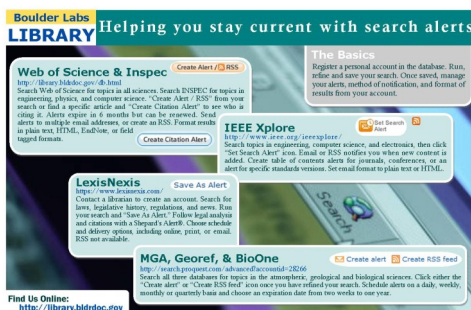 Boulder Labs
LIBRARY
Helping you stay current with search alerts
The Basics
Register a personal account in the database. Run,
refine and save your search. Once saved, manage
your alerts, method of notification, and format of
results from your account.
Web of Science & Inspec
Create Alert / RSS
http://library.bldrdoc.gov/db.html
Search Web of Science for topics in all sciences. Search INSPEC for topics in
engineering, physics, and computer science. "Create Alert / RSS" from your
search or find a specific article and "Create Citation Alert" to see who is
citing it. Alerts expire in 6 months but can be renewed. Send
alerts to multiple email addresses, or create an RSS. Format results
in plain text, HTML, EndNote, or field
tagged formats.
Create Citation Alert
IEEE Xplore
Set Search
Alert
http://www.ieee.org/ieeexplore/
Search topics in engineering, computer science, and electronics, then click
"Set Search Alert" icon. Email or RSS notifies you when new content is
added. Create table of contents alerts for journals, conferences, or an
alert for specific standards versions. Set email format to plain text or HTML.
LexisNexis
Save As Alert
https://www.lexisnexis.com/
Contact a librarian to create an account. Search for
laws, legislative history, regulations, and news. Run
your search and "Save As Alert." Follow legal analysis
and citations with a Shepard's Alert®. Choose schedule
and delivery options, including online, print, or email.
RSS not available.
Search
MGA, Georef, & BioOne
Create alert
Create RSS feed
http://search.proquest.com/advanced?accountid=28266
Search all three databases for topics in the atmospheric, geological and biological sciences. Click either the
"Create alert" or "Create RSS feed" icon once you have refined your search. Schedule alerts on a daily, weekly,
monthly or quarterly basis and choose an expiration date from two weeks to one year.
Find Us Online:
http://library.bldrdoc.gov